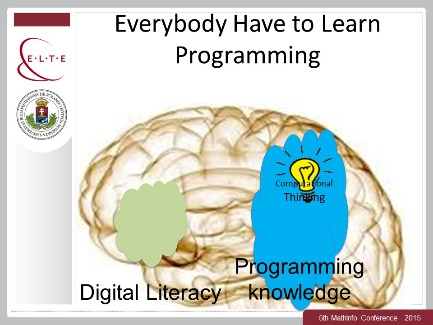 Everybody Have to Learn
Programming
E·L·T·E
Computational
Thinking
Programming
Digital Literacy knowledge
5th MathInfo Conference 2015